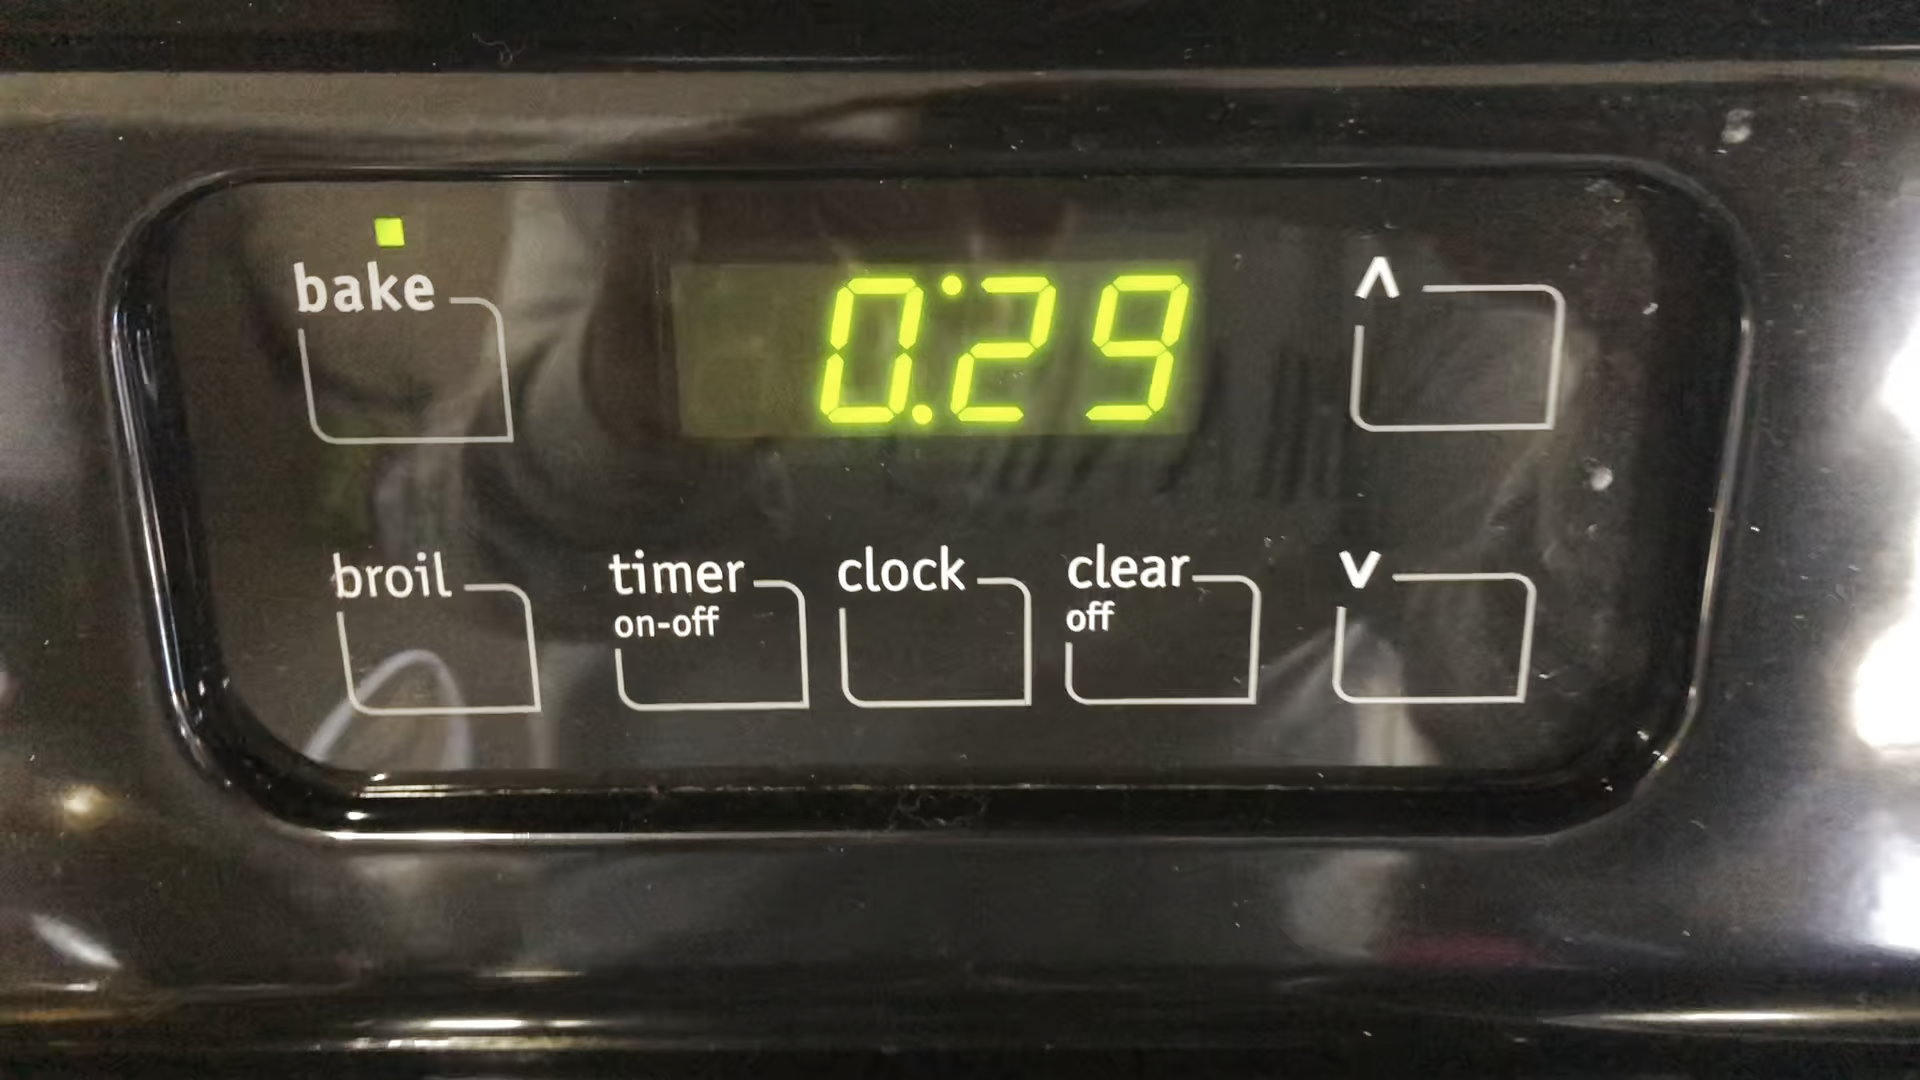 bake
0:29
^
broil
timer
on-off
clock
clear
off
v